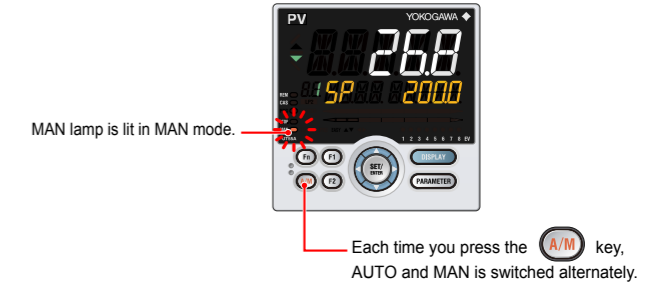 PV YOKOGAWA
26.8
SP 200.0
REM
CAS
MAN lamp is lit in MAN mode.
1 2 3 4 5 6 7 8 EV
Fn F1 SET/ DISPLAY
ENTER
A/M F2 PARAMETER
Each time you press the A/M key,
AUTO and MAN is switched alternately.